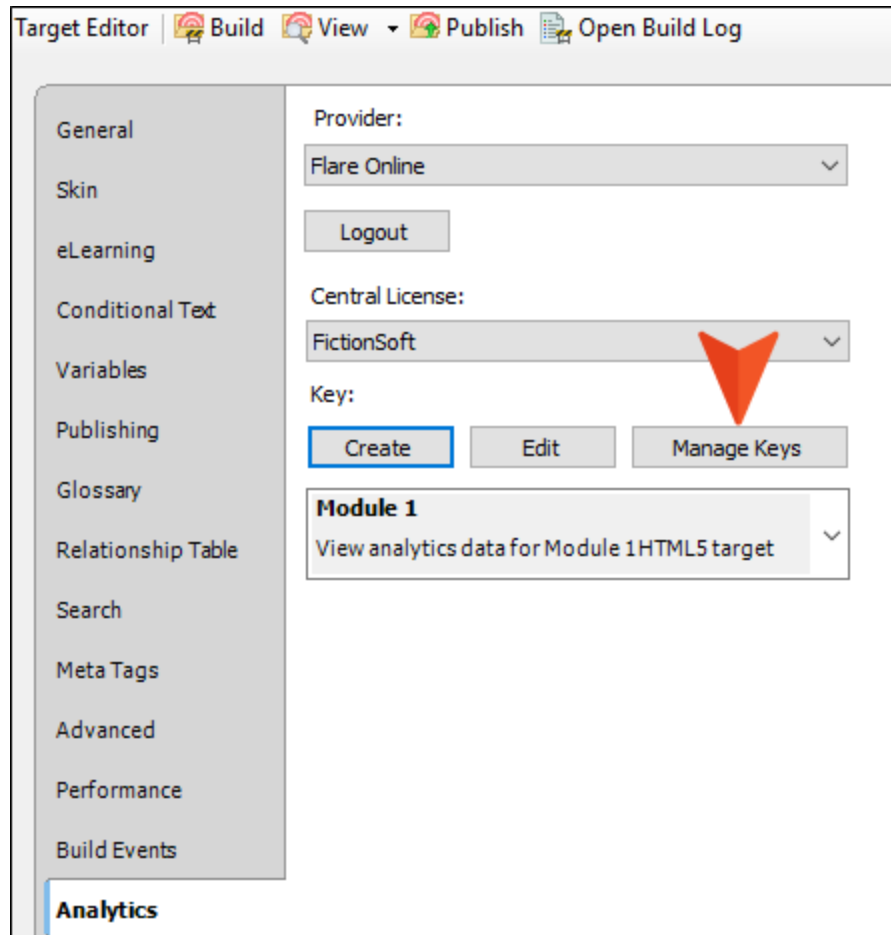 Target Editor Build View Publish Open Build Log
General
Skin
eLearning
Conditional Text
Variables
Publishing
Glossary
Relationship Table
Search
Meta Tags
Advanced
Performance
Build Events
Analytics
Provider:
Flare Online
Logout
Central License:
FictionSoft
Key:
Create Edit Manage Keys
Module 1
View analytics data for Module 1HTML5 target